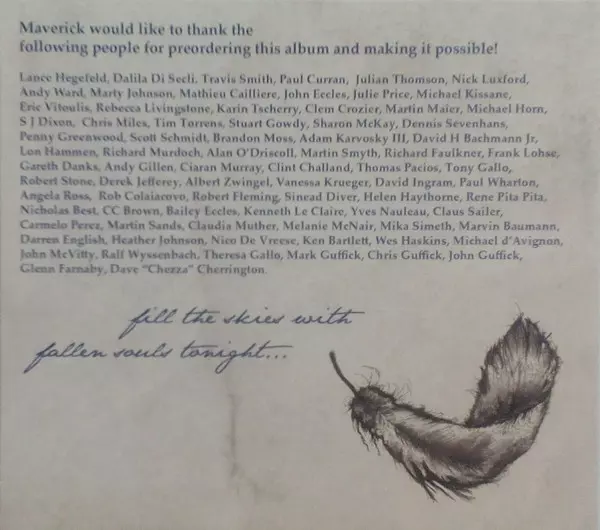 Maverick would like to thank the
following people for preordering this album and making it possible!
Lance Hegefeld, Dalila Di Secli, Travis Smith, Paul Curran, Julian Thomson, Nick Luxford,
Andy Ward, Marty Johnson, Mathieu Cailliere, John Eccles, Julie Price, Michael Kissane,
Eric Vitoulis, Rebecca Livingstone, Karin Tscherry, Clem Crozier, Martin Maier, Michael Horn,
S J Dixon, Chris Miles, Tim Torrens, Stuart Gowdy, Sharon McKay, Dennis Sevenhans,
Penny Greenwood, Scott Schmidt, Brandon Moss, Adam Karvosky III, David H Bachmann Jr,
Lon Hammen, Richard Murdoch, Alan O'Driscoll, Martin Smyth, Richard Faulkner, Frank Lohse,
Gareth Danks, Andy Gillen, Ciaran Murray, Clint Challand, Thomas Pacios, Tony Gallo,
Robert Stone, Derek Jefferey, Albert Zwingel, Vanessa Krueger, David Ingram, Paul Wharton,
Angela Ross, Rob Colaiacovo, Robert Fleming, Sinead Diver, Helen Haythorne, Rene Pita Pita,
Nicholas Best, CC Brown, Bailey Eccles, Kenneth Le Claire, Yves Nauleau, Claus Sailer,
Carmelo Perez, Martin Sands, Claudia Muther, Melanie McNair, Mika Simeth, Marvin Baumann,
Darren English, Heather Johnson, Nico De Vreese, Ken Bartlett, Wes Haskins, Michael d'Avignon,
John McVitty, Ralf Wyssenbach, Theresa Gallo, Mark Guffick, Chris Guffick, John Guffick,
Glenn Farnaby, Dave "Chezza" Cherrington.
fill the skies with
fallen souls tonight...